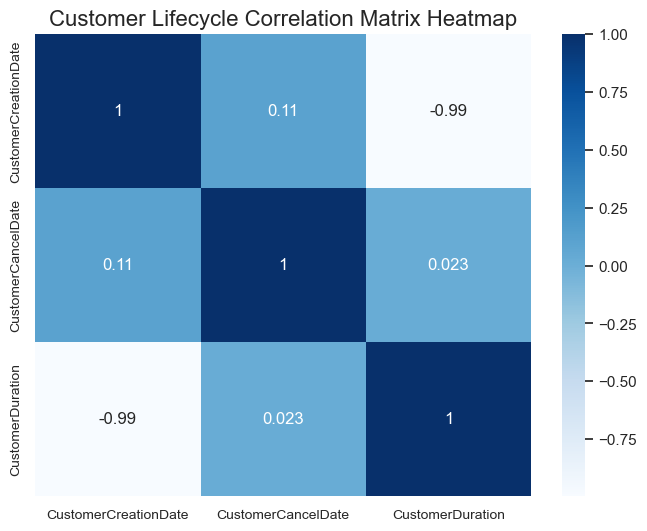 Customer Lifecycle Correlation Matrix Heatmap
CustomerCreationDate
CustomerCancelDate
CustomerDuration
1
0.11
-0.99
0.11
1
0.023
-0.99
0.023
1
CustomerCreationDate
CustomerCancelDate
CustomerDuration
1.00
0.75
0.50
0.25
0.00
−0.25
−0.50
−0.75